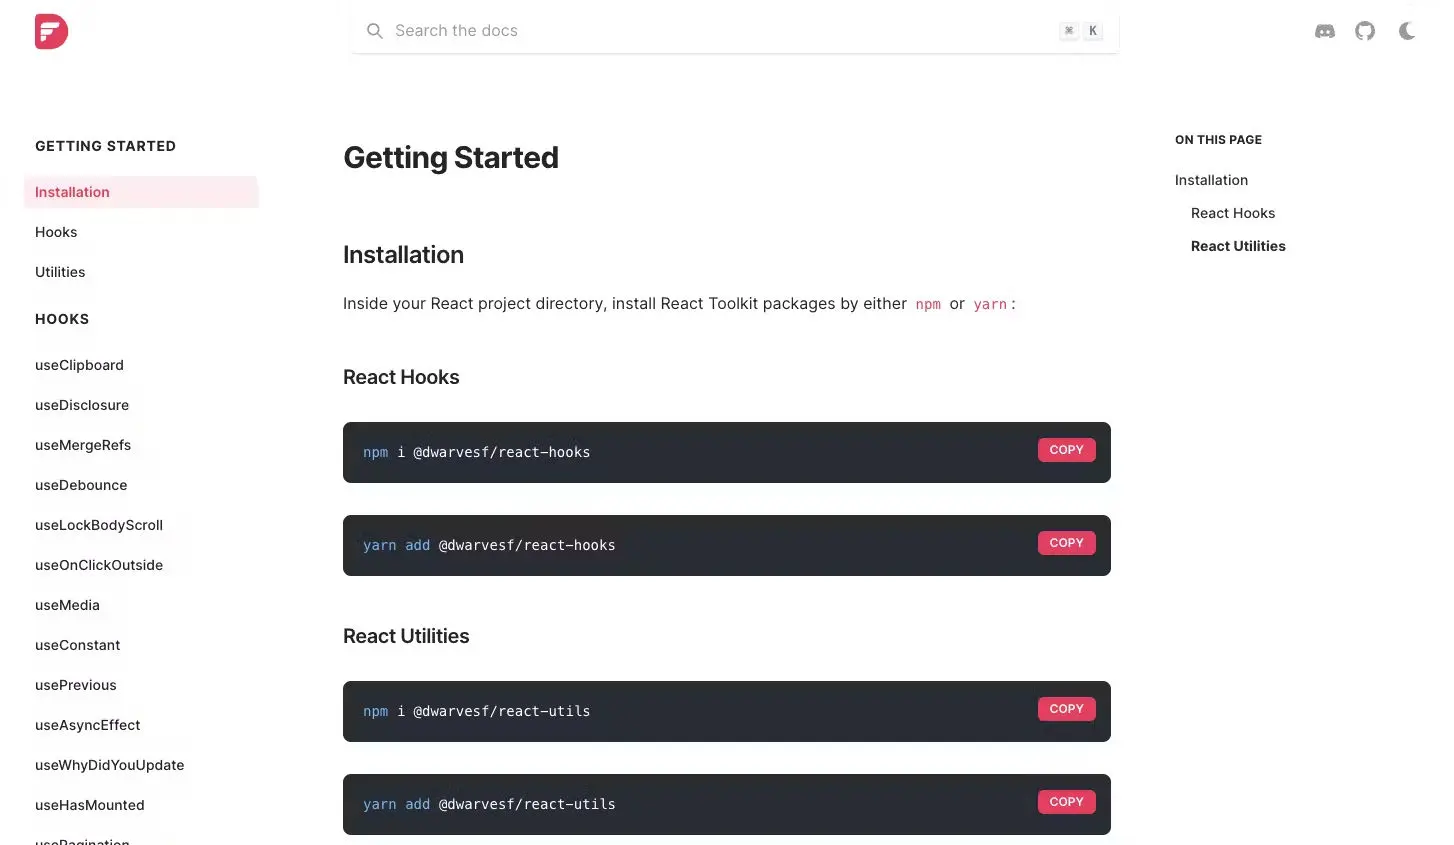 Search the docs
⌘ K
GETTING STARTED
Installation
Hooks
Utilities
HOOKS
useClipboard
useDisclosure
useMergeRefs
useDebounce
useLockBodyScroll
useOnClickOutside
useMedia
useConstant
usePrevious
useAsyncEffect
useWhyDidYouUpdate
useHasMounted
usePagination
Getting Started
Installation
Inside your React project directory, install React Toolkit packages by either npm or yarn:
React Hooks
npm i @dwarvesf/react-hooks
COPY
yarn add @dwarvesf/react-hooks
COPY
React Utilities
npm i @dwarvesf/react-utils
COPY
yarn add @dwarvesf/react-utils
COPY
ON THIS PAGE
Installation
React Hooks
React Utilities